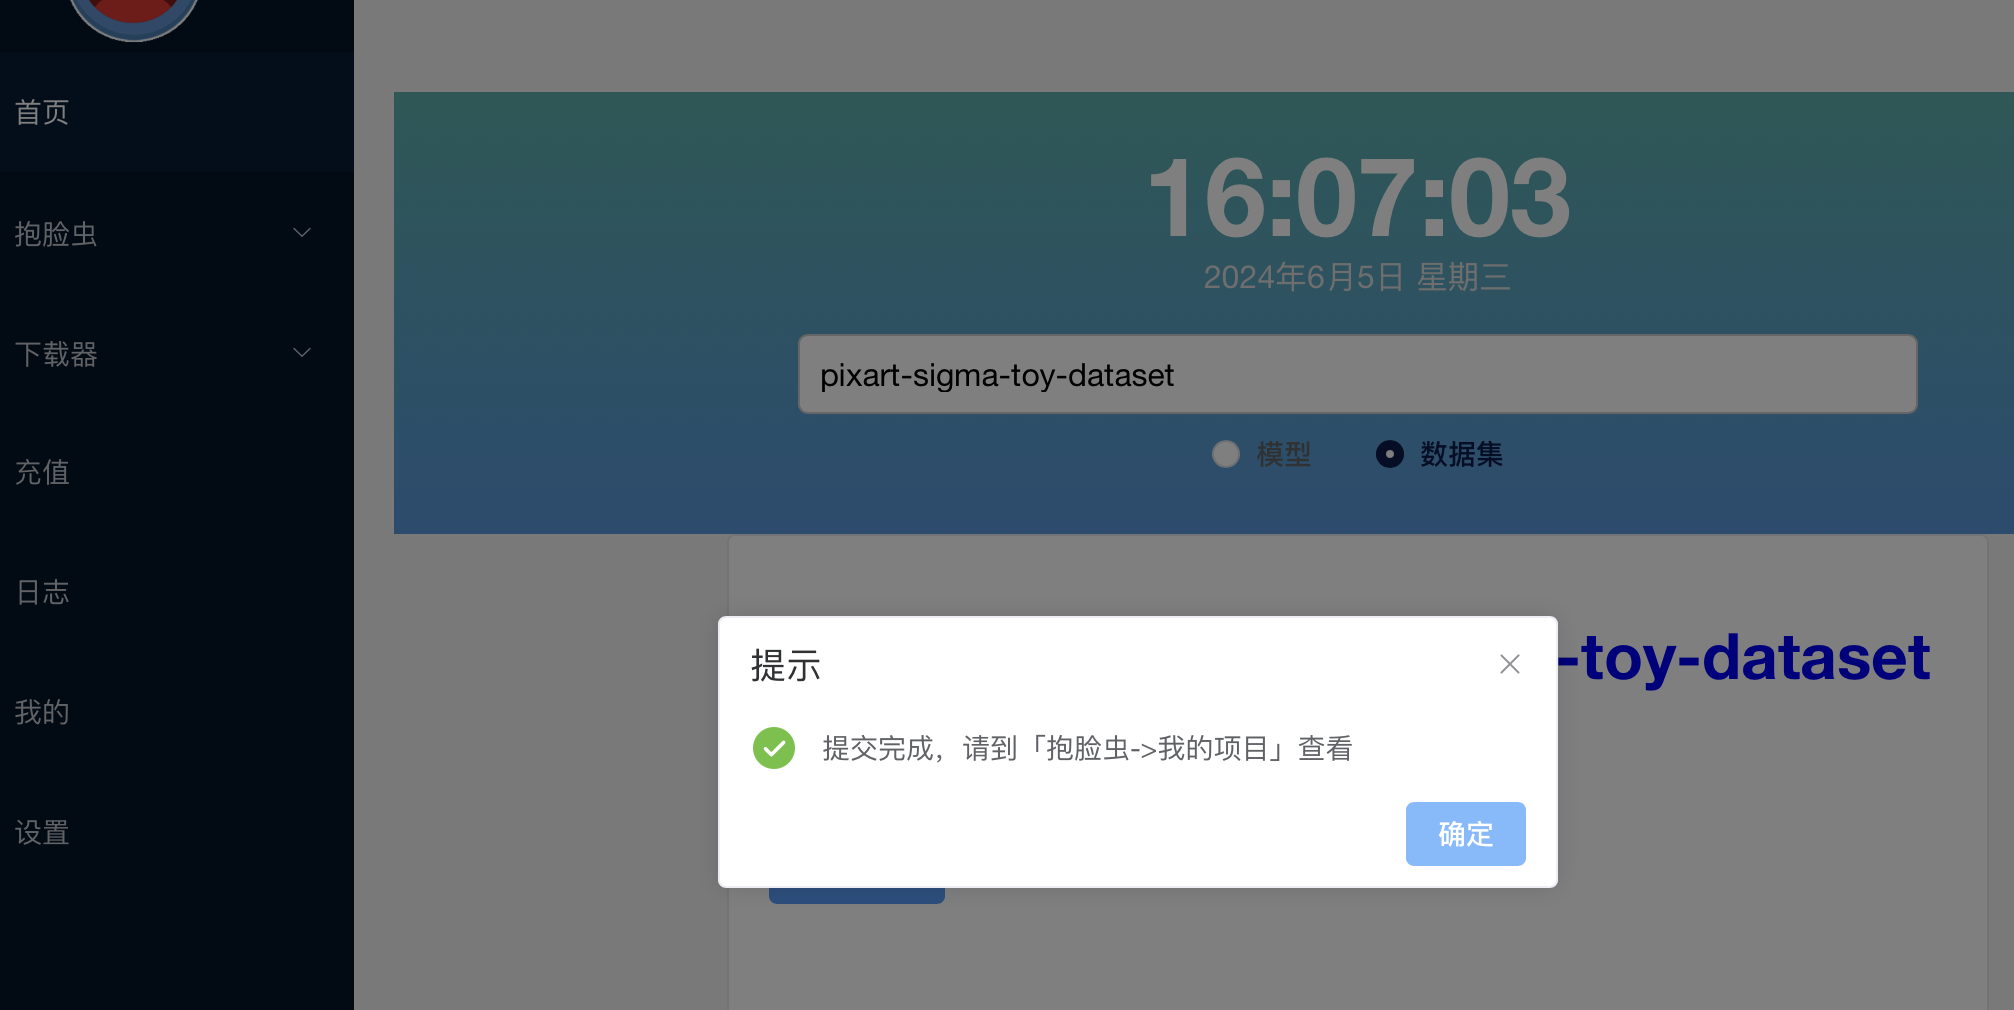 首页
抱脸虫
下载器
充值
日志
我的
设置
16:07:03
2024年6月5日 星期三
pixart-sigma-toy-dataset
模型
数据集
-toy-dataset
提示
提交完成，请到「抱脸虫->我的项目」查看
确定